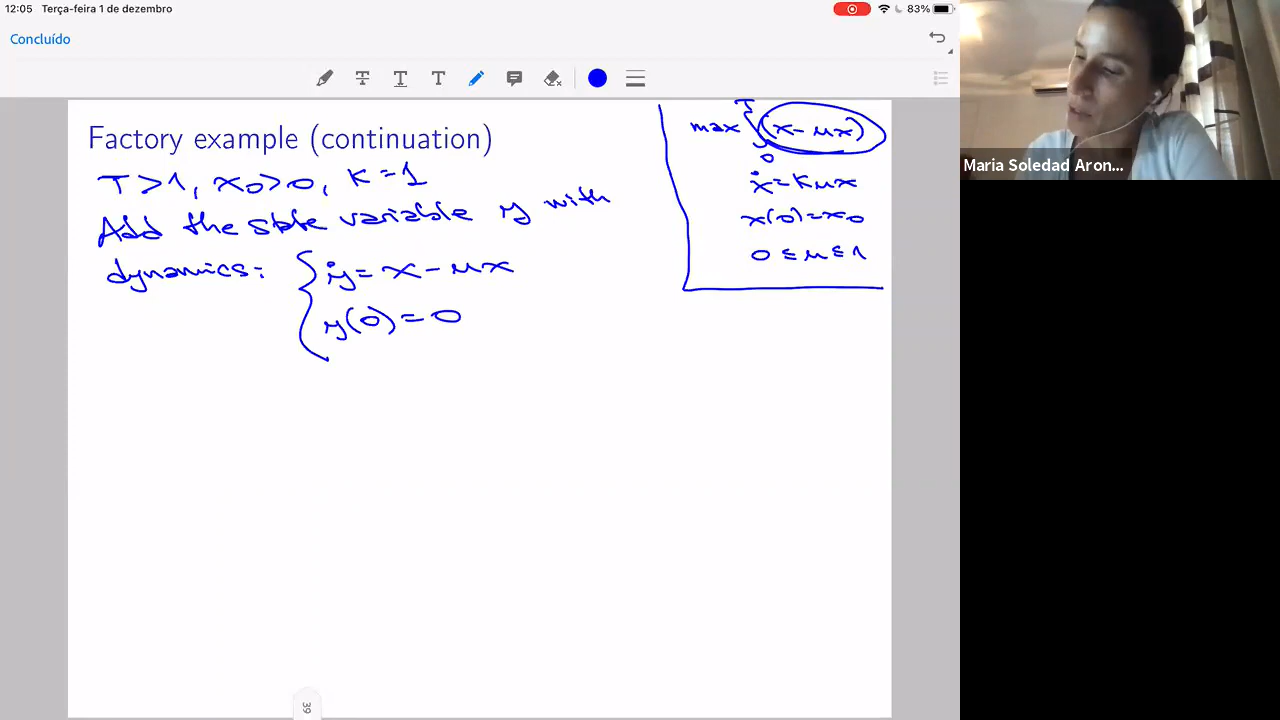 12:05 Terça-feira 1 de dezembro
83%
Concluído
Factory example (continuation)
T > 1, x0 > 0, K = 1
Add the state variable y with
dynamics:
ẏ = x - ux
y(0) = 0
max ∫₀ᵀ (x - ux)
ẋ = Kux
x(0) = x0
0 ≤ u ≤ 1
Maria Soledad Aron...
39